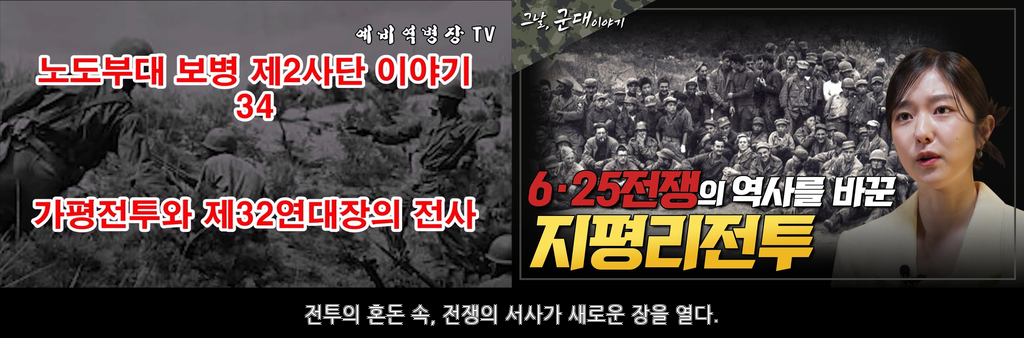 예비역병장 TV
노도부대 보병 제2사단 이야기
34
가평전투와 제32연대장의 전사
그날, 군대이야기
6·25전쟁의 역사를 바꾼
지평리전투
전투의 혼돈 속, 전쟁의 서사가 새로운 장을 열다.